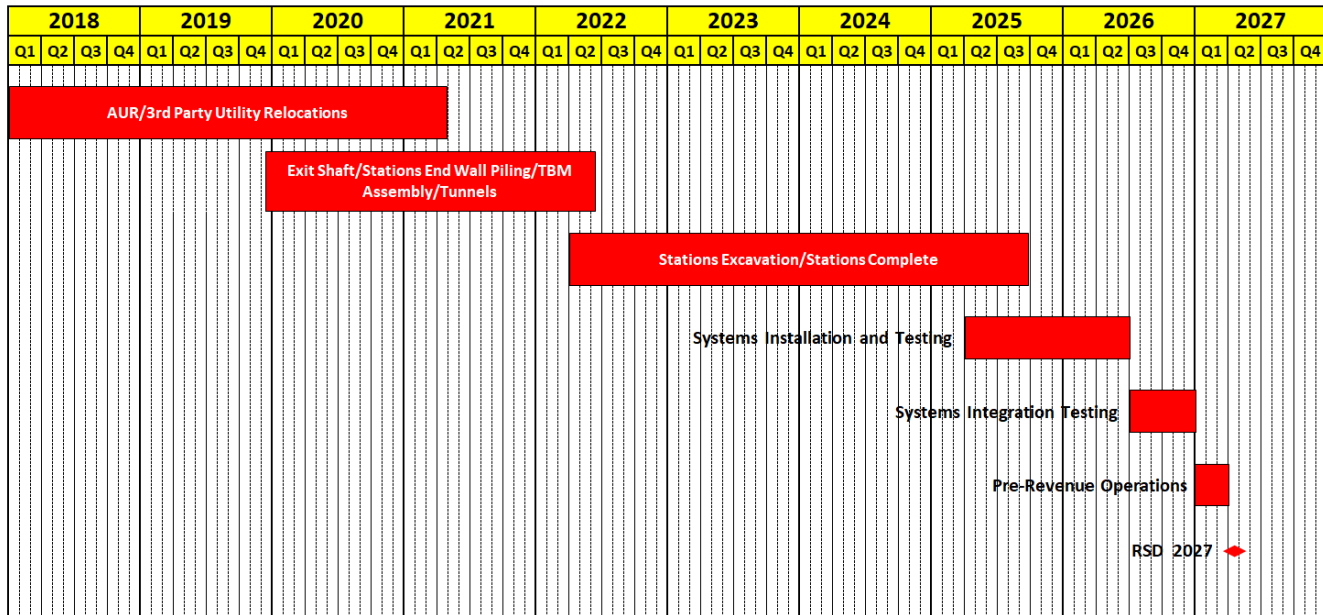 2018 2019 2020 2021 2022 2023 2024 2025 2026 2027
Q1 Q2 Q3 Q4 Q1 Q2 Q3 Q4 Q1 Q2 Q3 Q4 Q1 Q2 Q3 Q4 Q1 Q2 Q3 Q4 Q1 Q2 Q3 Q4 Q1 Q2 Q3 Q4 Q1 Q2 Q3 Q4 Q1 Q2 Q3 Q4 Q1 Q2 Q3 Q4
AUR/3rd Party Utility Relocations
Exit Shaft/Stations End Wall Piling/TBM
Assembly/Tunnels
Stations Excavation/Stations Complete
Systems Installation and Testing
Systems Integration Testing
Pre-Revenue Operations
RSD 2027